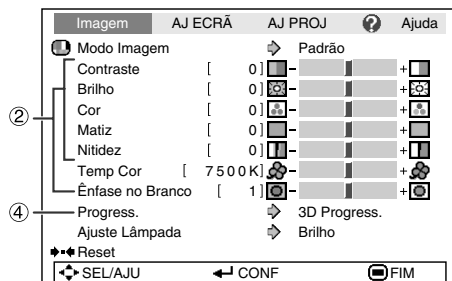 Imagem AJ ECRÃ AJ PROJ ? Ajuda
Modo Imagem Padrão
Contraste [ 0] - +
Brilho [ 0] - +
② Cor [ 0] - +
Matiz [ 0] - +
Nitidez [ 0] - +
Temp Cor [ 7500K] - +
Ênfase no Branco [ 1] - +
④ Progress. 3D Progress.
Ajuste Lâmpada Brilho
Reset
SEL/AJU CONF FIM